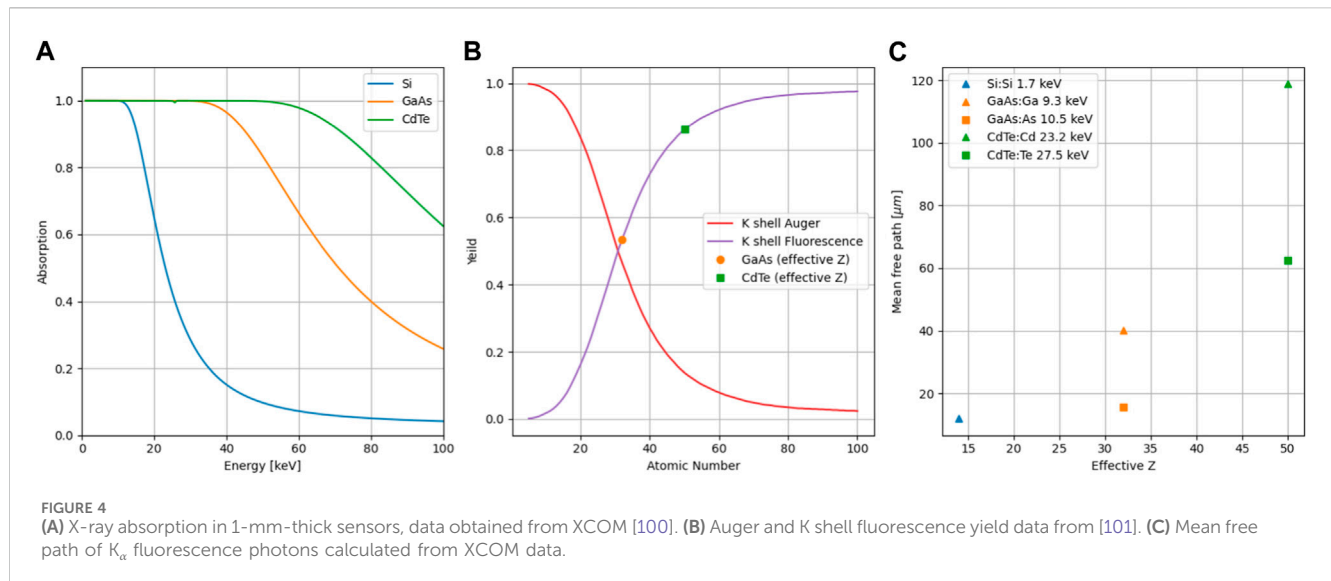 A
Si
GaAs
CdTe
1.0
0.8
0.6
0.4
0.2
0.0
Absorption
0
20
40
60
80
100
Energy [keV]
B
1.0
0.8
0.6
0.4
0.2
0.0
Yeild
K shell Auger
K shell Fluorescence
GaAs (effective Z)
CdTe (effective Z)
20
40
60
80
100
Atomic Number
C
120
100
80
60
40
20
Mean free path [μm]
Si:Si 1.7 keV
GaAs:Ga 9.3 keV
GaAs:As 10.5 keV
CdTe:Cd 23.2 keV
CdTe:Te 27.5 keV
15
20
25
30
35
40
45
50
Effective Z
FIGURE 4
(A) X-ray absorption in 1-mm-thick sensors, data obtained from XCOM [100]. (B) Auger and K shell fluorescence yield data from [101]. (C) Mean free
path of Kα fluorescence photons calculated from XCOM data.